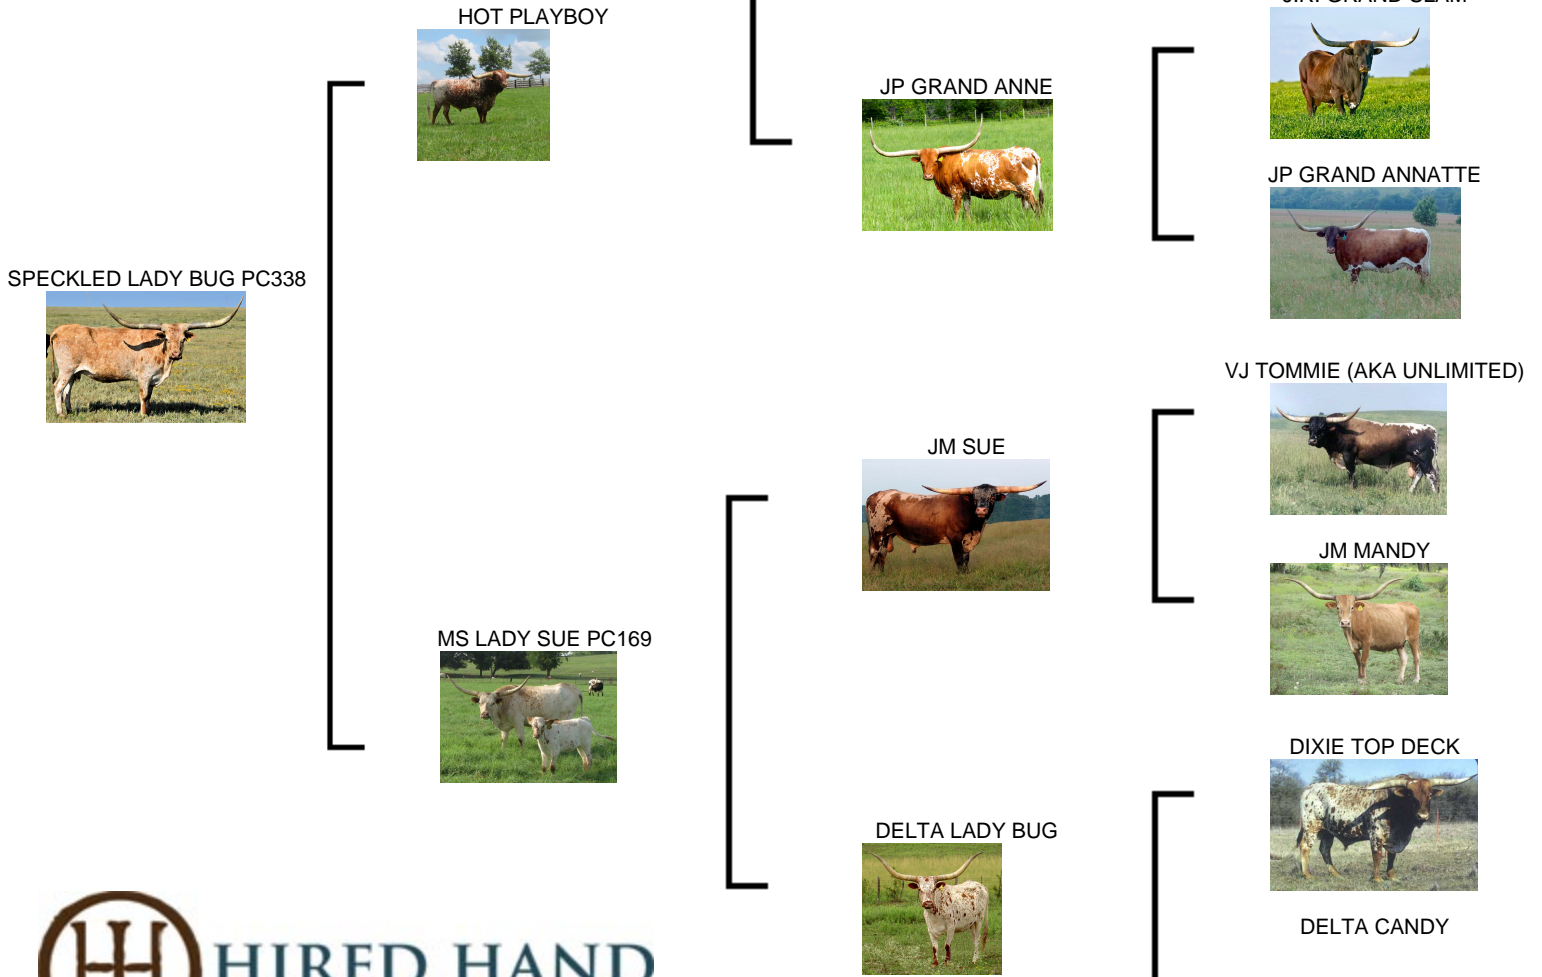 HOT PLAYBOY
JP GRAND ANNE
JP GRAND ANNATTE
SPECKLED LADY BUG PC338
VJ TOMMIE (AKA UNLIMITED)
JM SUE
JM MANDY
MS LADY SUE PC169
DIXIE TOP DECK
DELTA LADY BUG
DELTA CANDY
HIRED HAND